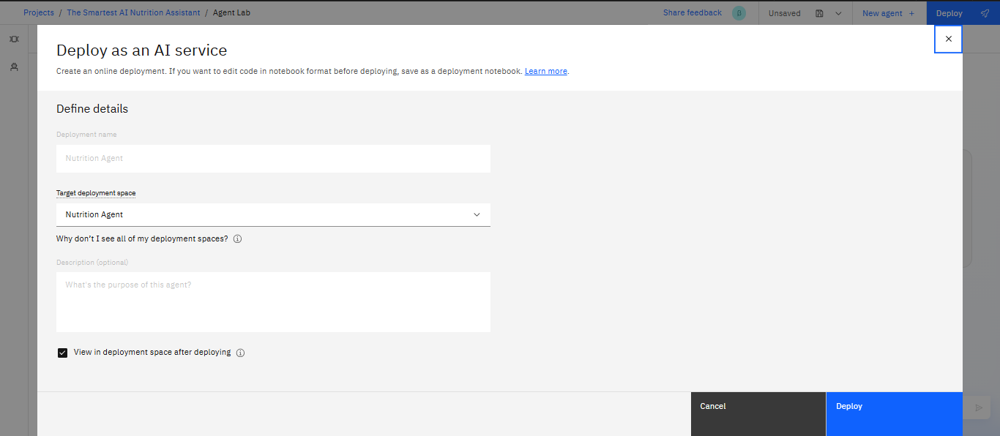 Projects / The Smartest AI Nutrition Assistant / Agent Lab
Share feedback β Unsaved New agent + Deploy
Deploy as an AI service
Create an online deployment. If you want to edit code in notebook format before deploying, save as a deployment notebook. Learn more.
Define details
Deployment name
Nutrition Agent
Target deployment space
Nutrition Agent
Why don't I see all of my deployment spaces?
Description (optional)
What's the purpose of this agent?
View in deployment space after deploying
Cancel Deploy